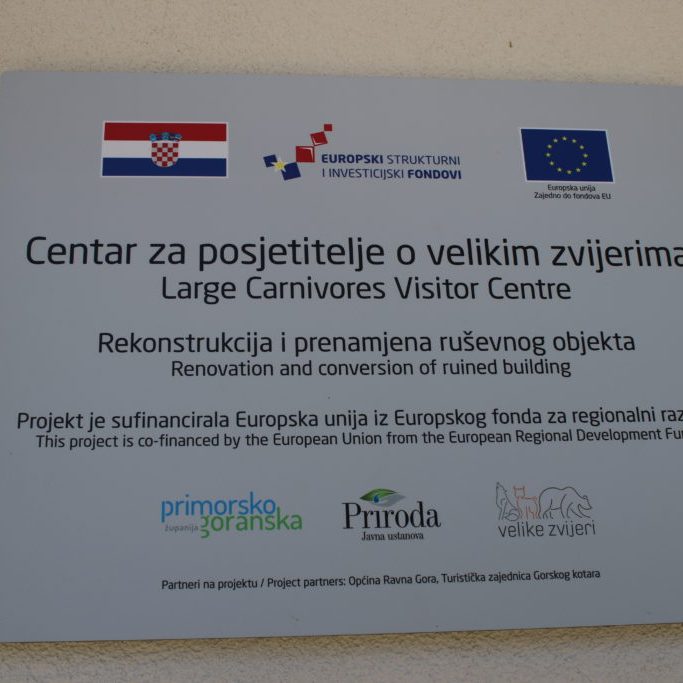 EUROPSKI STRUKTURNI
I INVESTICIJSKI FONDOVI
Europska unija
Zajedno do fondova EU
Centar za posjetitelje o velikim zvijerima
Large Carnivores Visitor Centre
Rekonstrukcija i prenamjena ruševnog objekta
Renovation and conversion of ruined building
Projekt je sufinancirala Europska unija iz Europskog fonda za regionalni raz
This project is co-financed by the European Union from the European Regional Development Fun
primorsko
županija goranska
Priroda
Javna ustanova
velike zvijeri
Partneri na projektu / Project partners: Općina Ravna Gora, Turistička zajednica Gorskog kotara